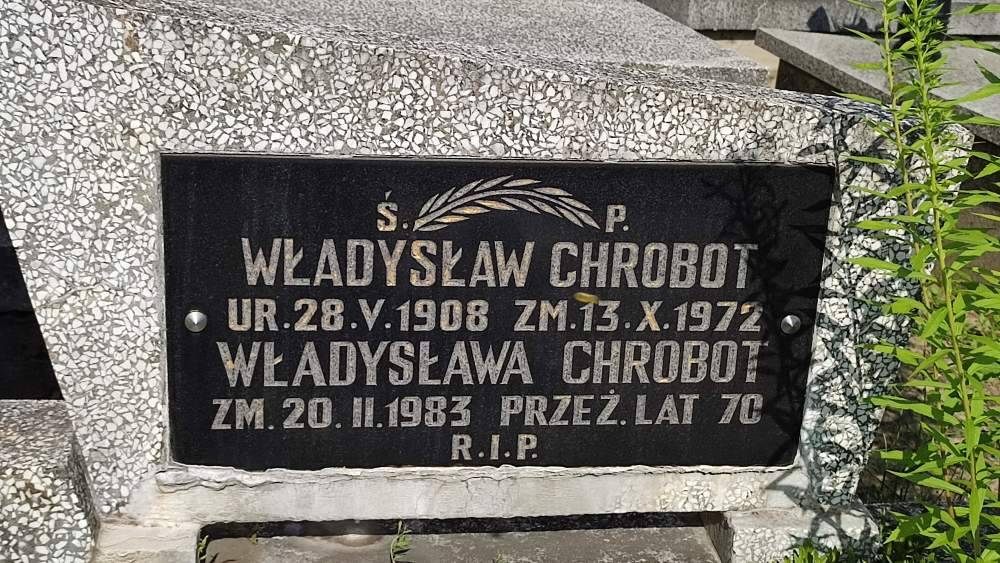 Ś. P.
WŁADYSŁAW CHROBOT
UR. 28. V. 1908 ZM. 13. X. 1972
WŁADYSŁAWA CHROBOT
ZM. 20. II. 1983 PRZEŻ. LAT 70
R.I.P.